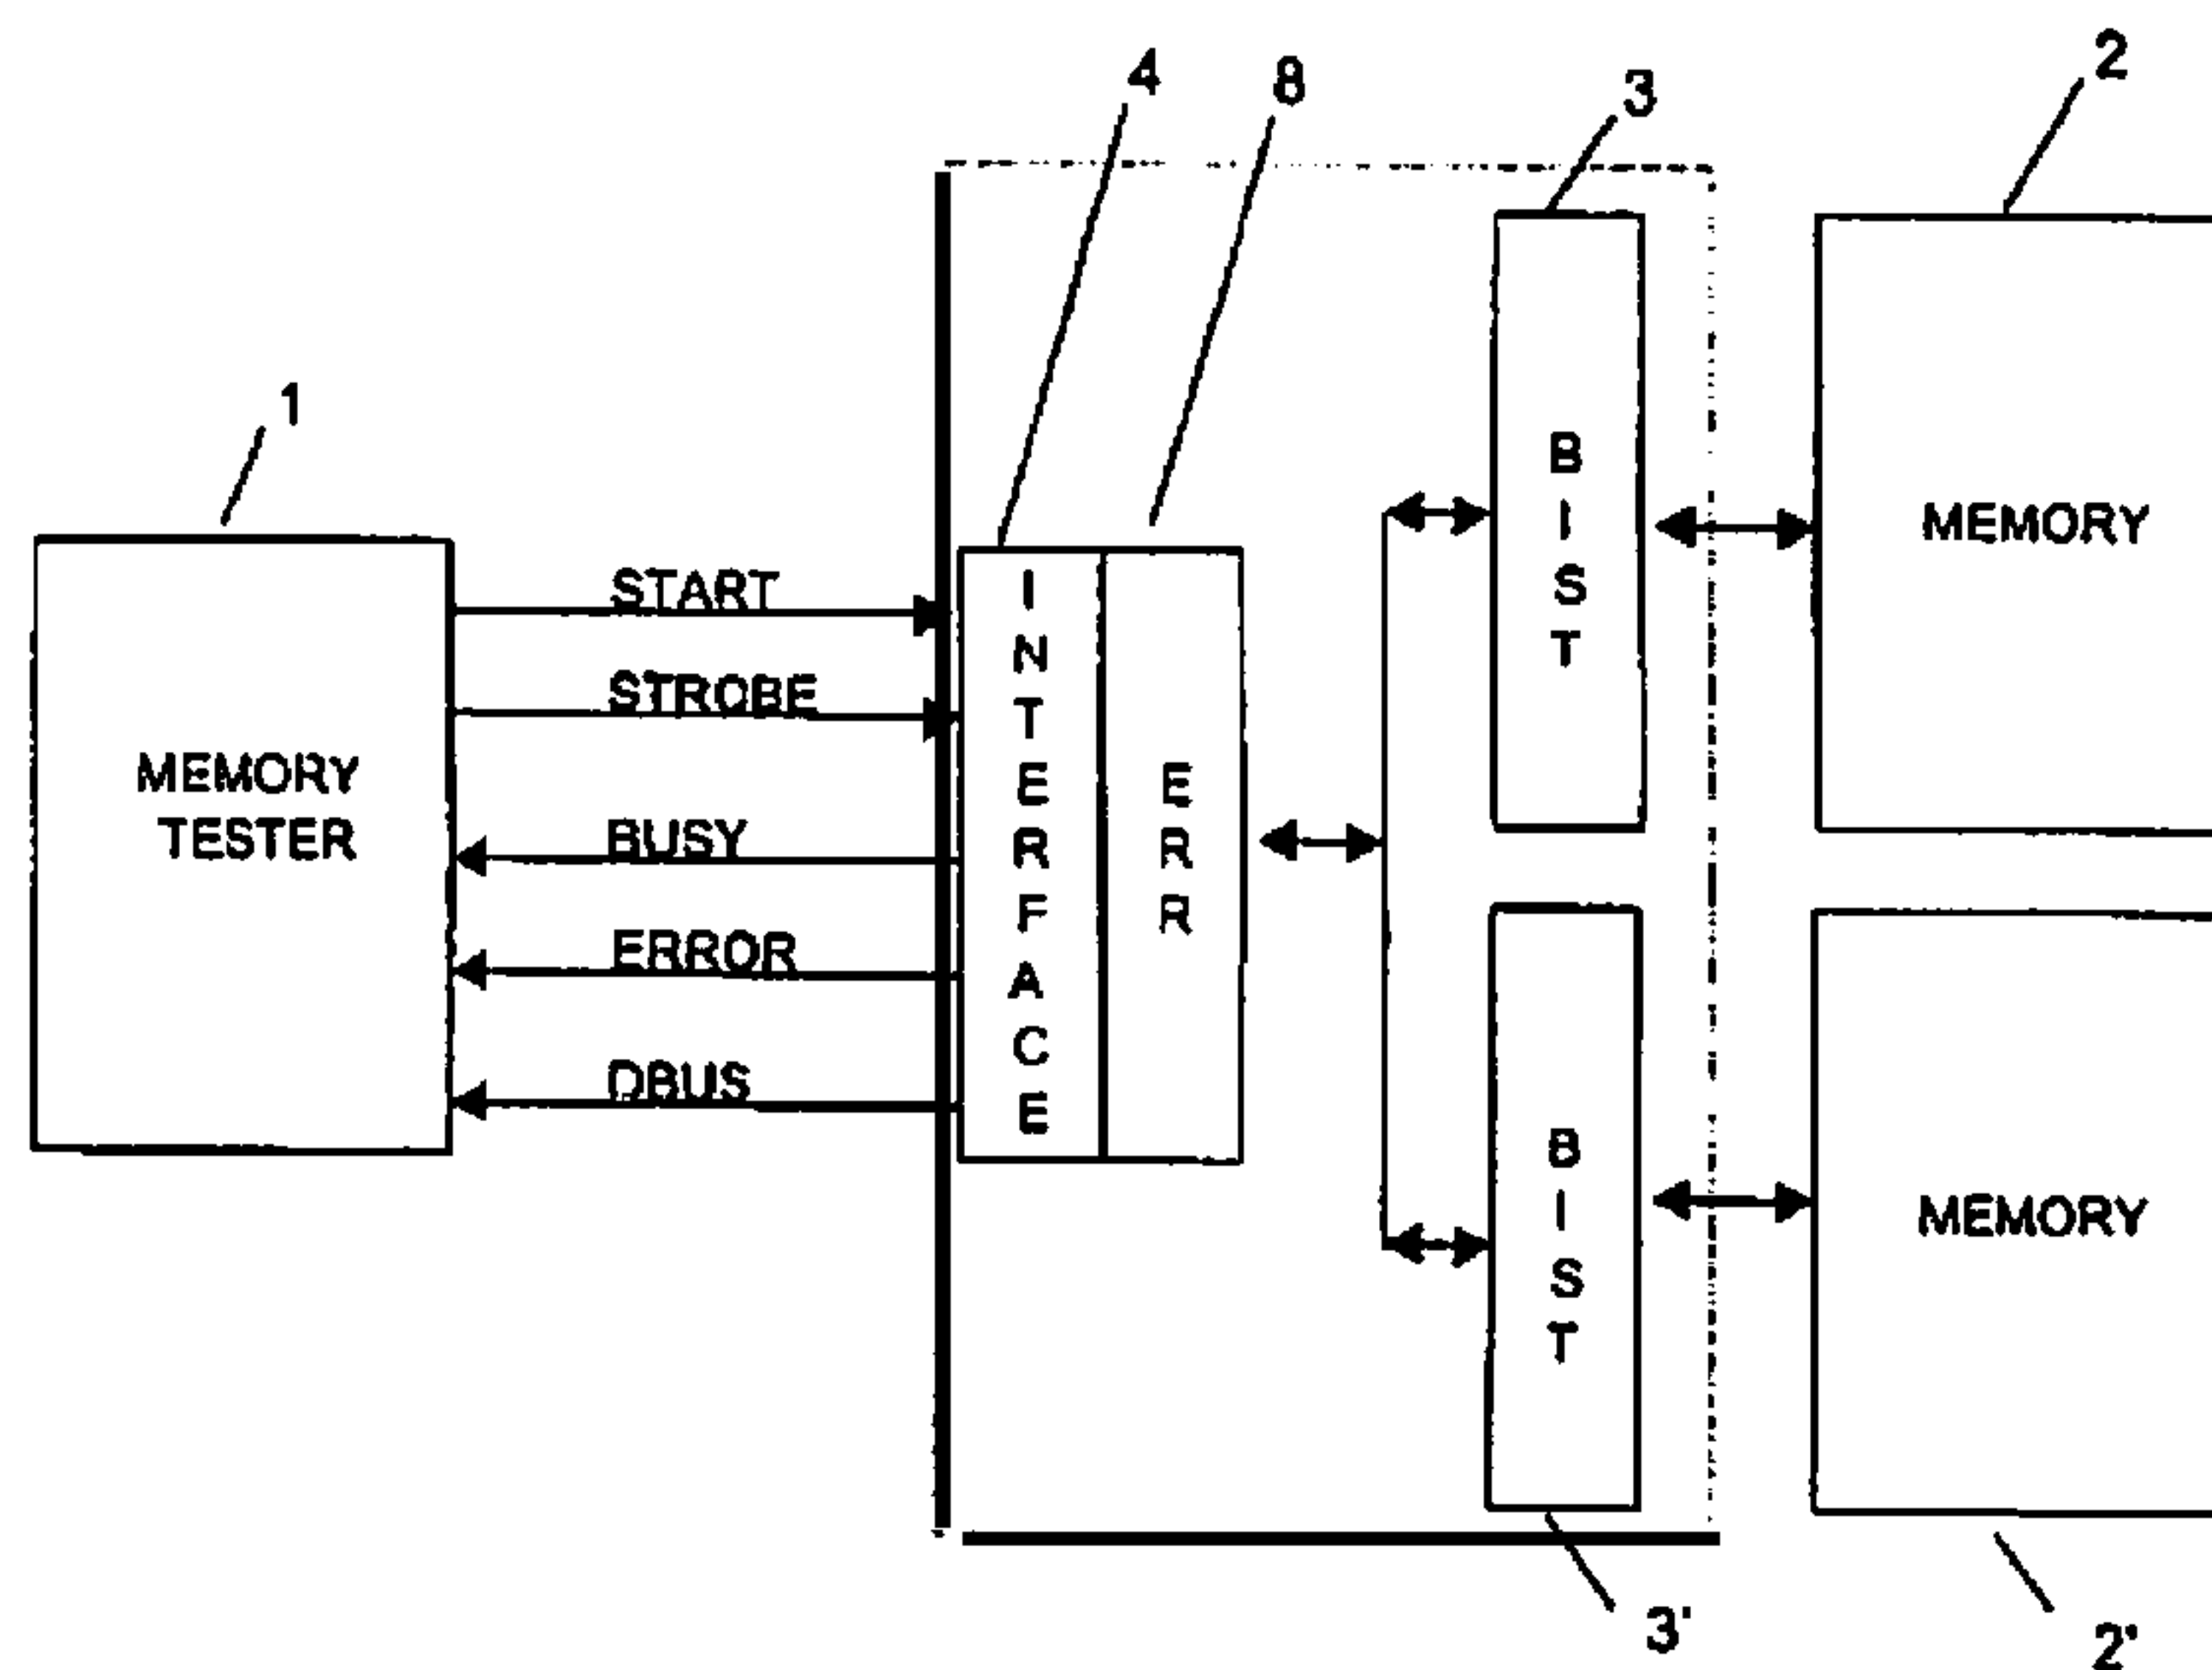 4
8
3
2
1
MEMORY
TESTER
START
STROBE
BUSY
ERROR
DBUS
INTERFACE
ERR
BIST
MEMORY
BIST
MEMORY
3'
2'